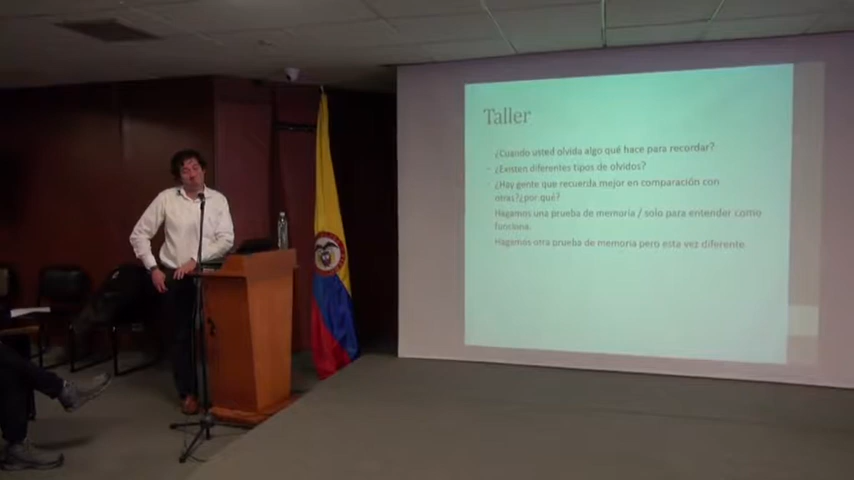 Taller
¿Cuando usted olvida algo qué hace para recordar?
- ¿Existen diferentes tipos de olvidos?
¿Hay gente que recuerda mejor en comparación con
otras?¿por qué?
Hagamos una prueba de memoria / solo para entender como
funciona.
Hagamos otra prueba de memoria pero esta vez diferente